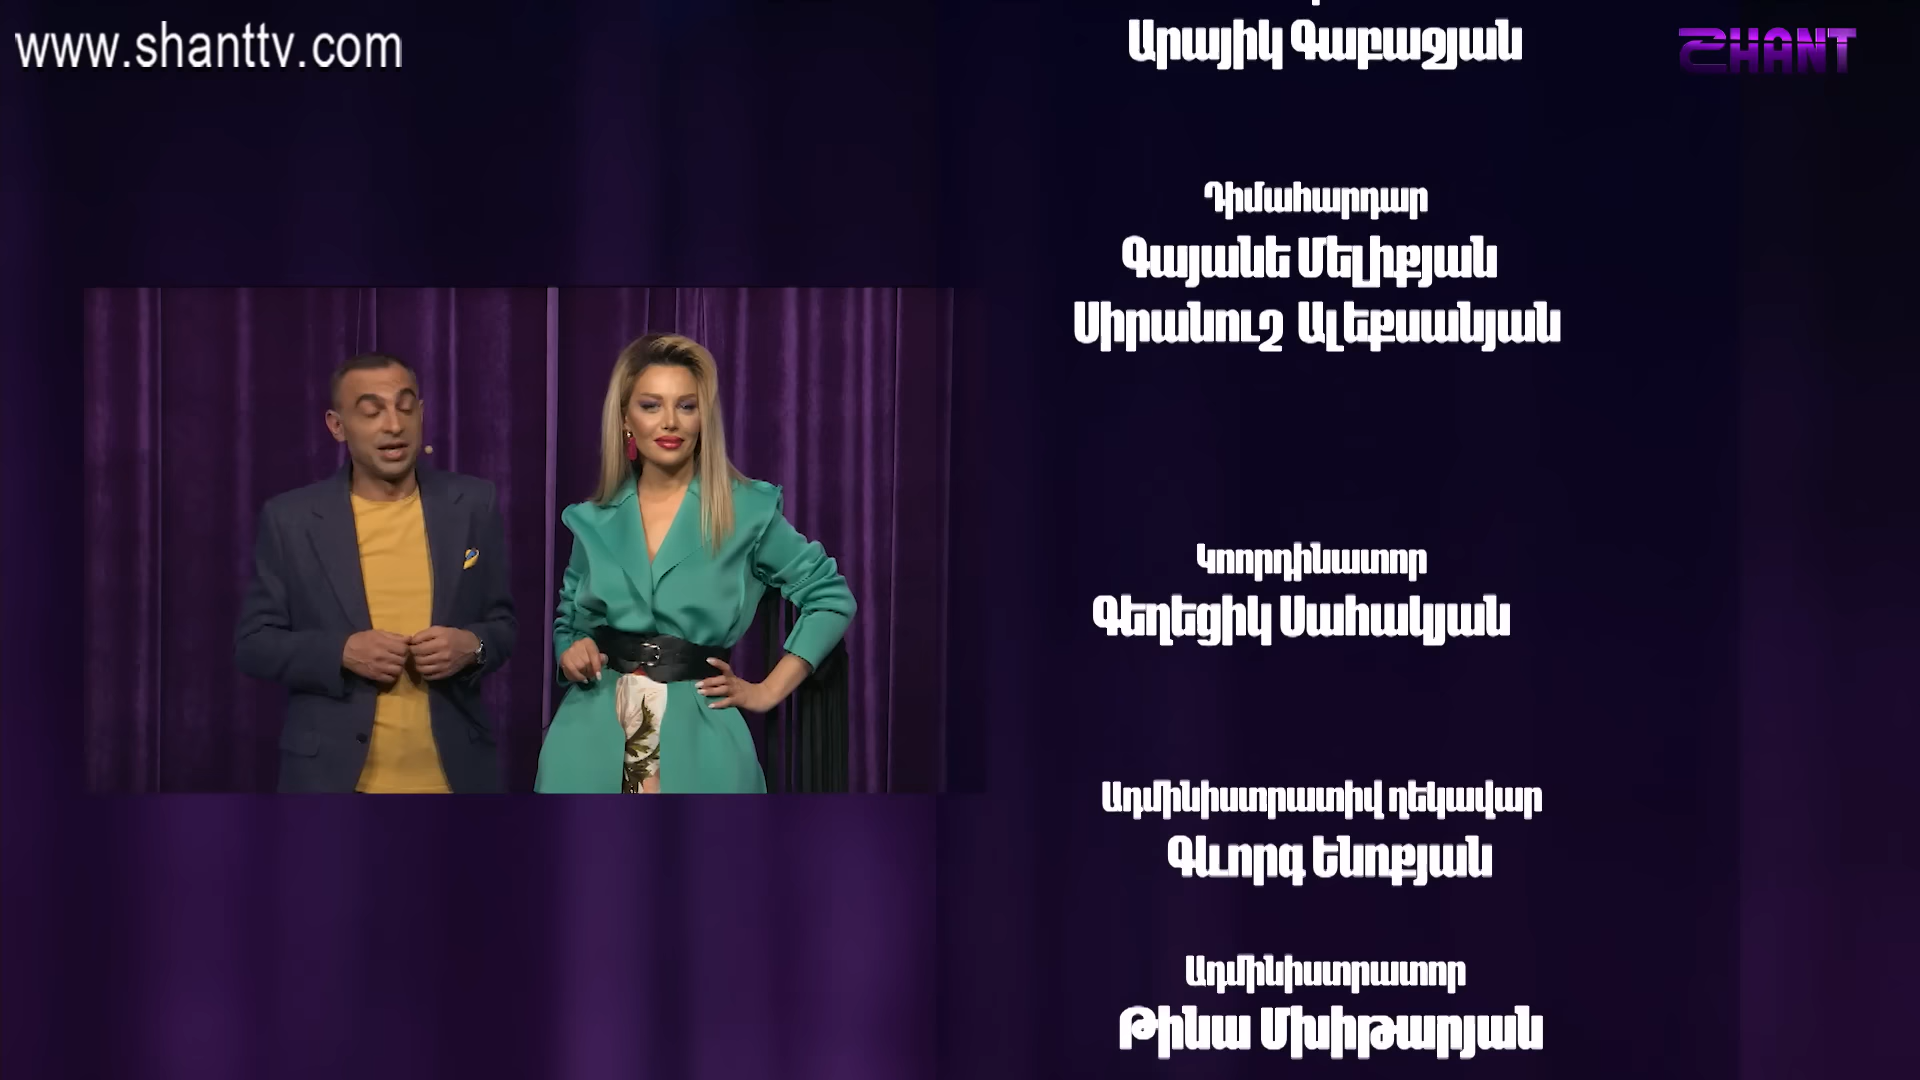 www.shanttv.com
SHANT
Արայիկ Գաբաջյան
Դիմահարդար
Գայանե Մելիքյան
Սիրանուշ Ալեքսանյան
Կոորդինատոր
Գեղեցիկ Սահակյան
Ադմինիստրատիվ ղեկավար
Գևորգ Ենոքյան
Ադմինիստրատոր
Թինա Մխիթարյան